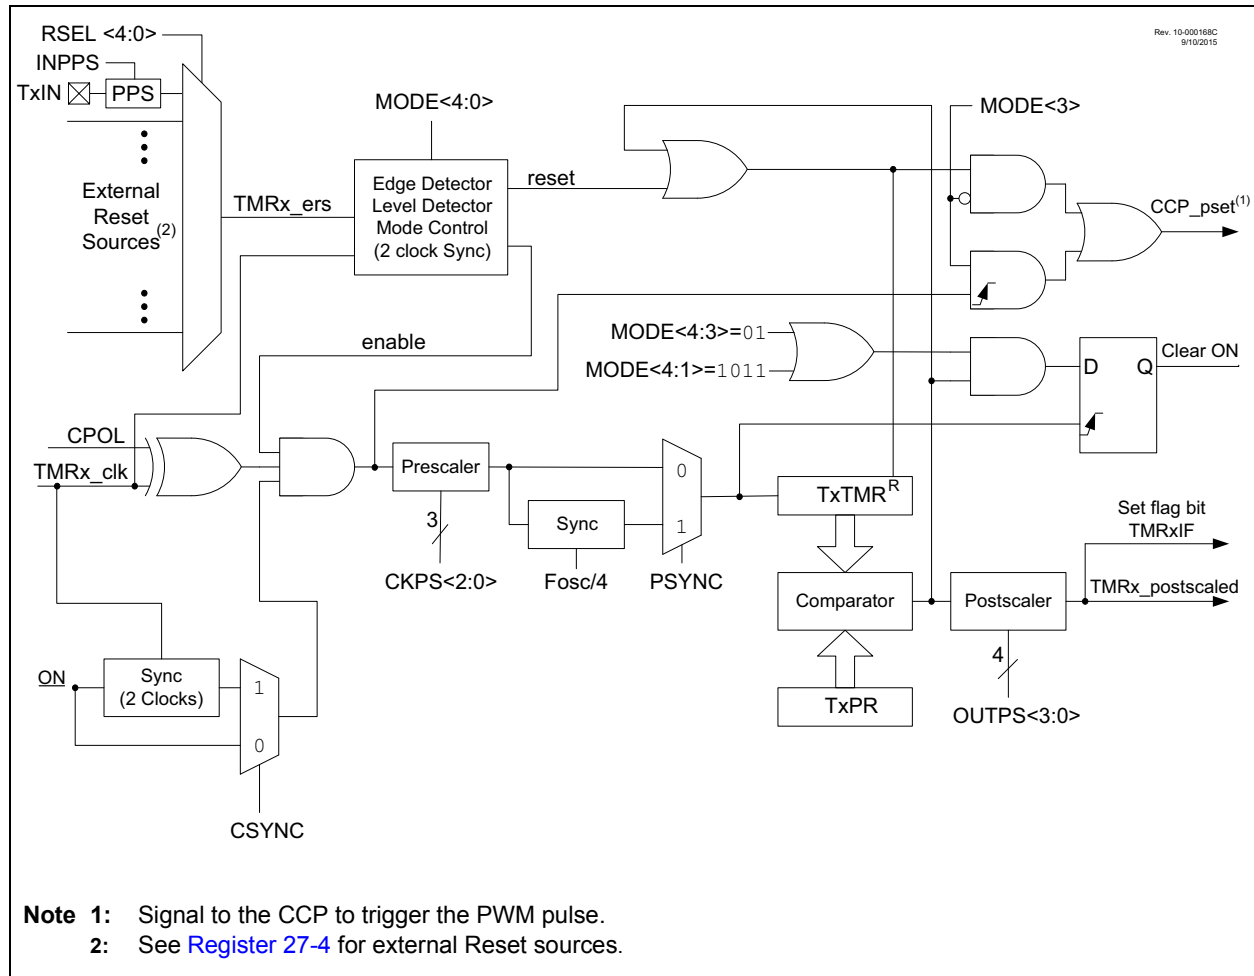 Rev. 10-000168C
9/10/2015
RSEL <4:0>
INPPS
TxIN
PPS
MODE<4:0>
MODE<3>
External
Reset
Sources(2)
TMRx_ers
Edge Detector
Level Detector
Mode Control
(2 clock Sync)
reset
CCP_pset(1)
enable
MODE<4:3>=01
MODE<4:1>=1011
D
Q
Clear ON
CPOL
TMRx_clk
Prescaler
0
1
3
Sync
CKPS<2:0>
Fosc/4
PSYNC
TxTMR
R
Set flag bit
TMRxIF
Comparator
Postscaler
TMRx_postscaled
4
ON
Sync
(2 Clocks)
1
0
TxPR
OUTPS<3:0>
CSYNC
Note 1: Signal to the CCP to trigger the PWM pulse.
2: See Register 27-4 for external Reset sources.